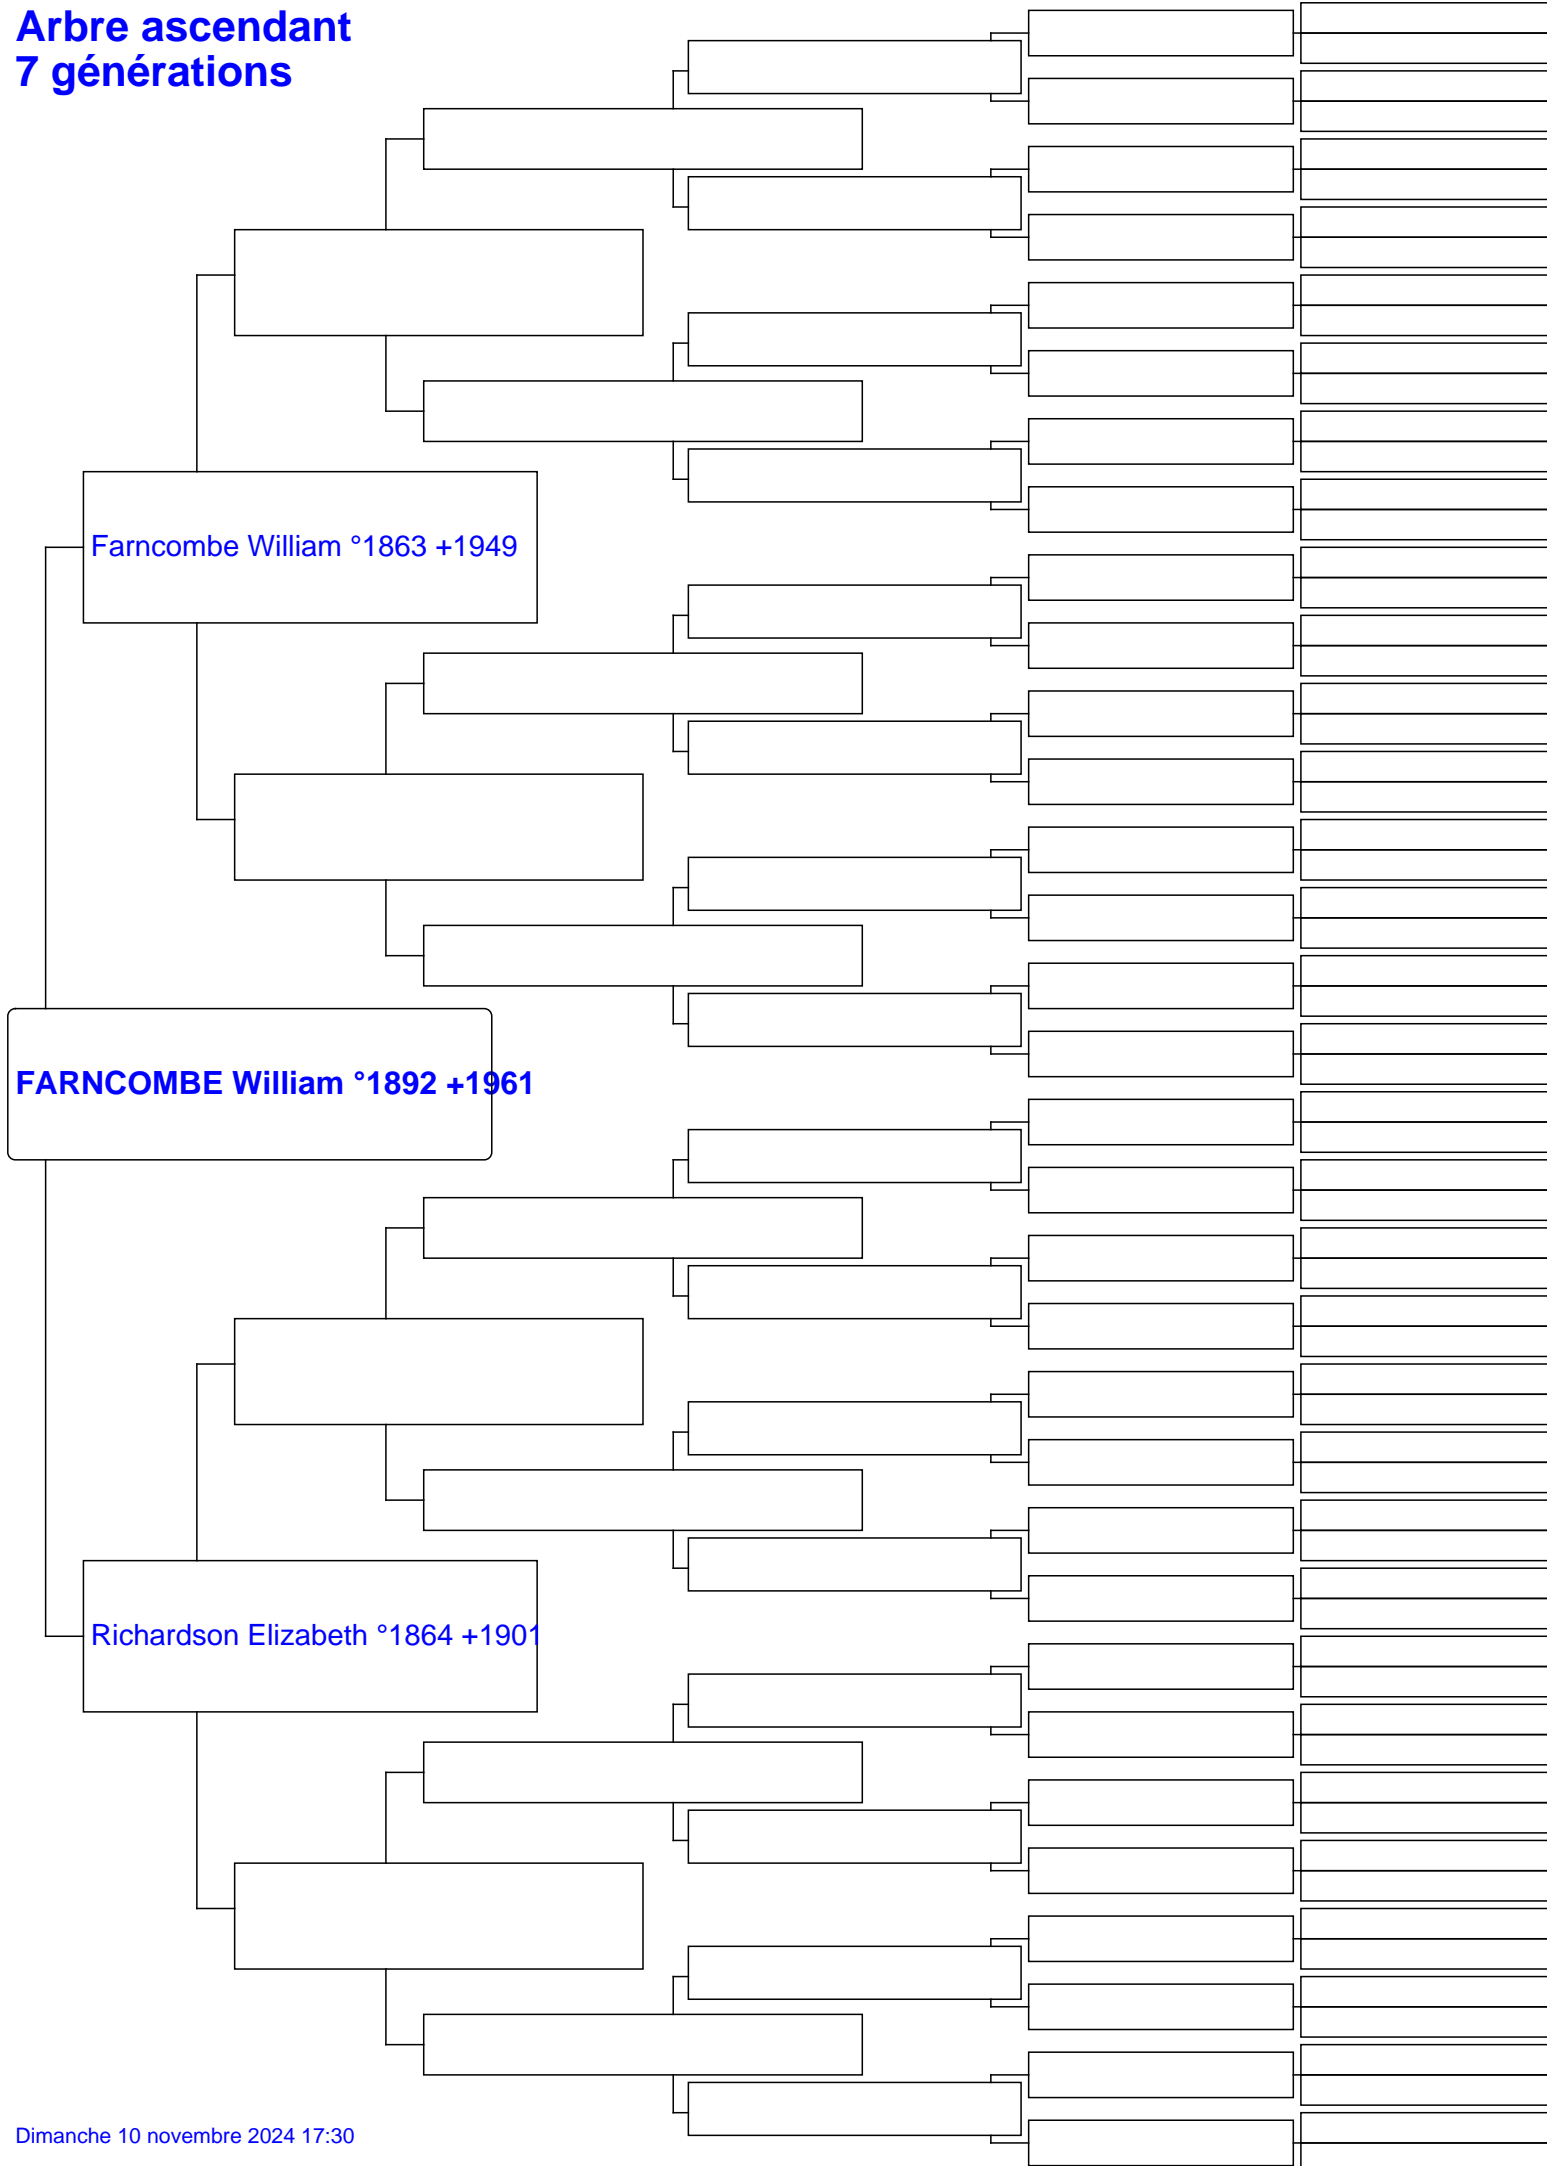 Arbre ascendant
7 générations
Farncombe William °1863 +1949
FARNCOMBE William °1892 +1961
Richardson Elizabeth °1864 +1901
Dimanche 10 novembre 2024 17:30